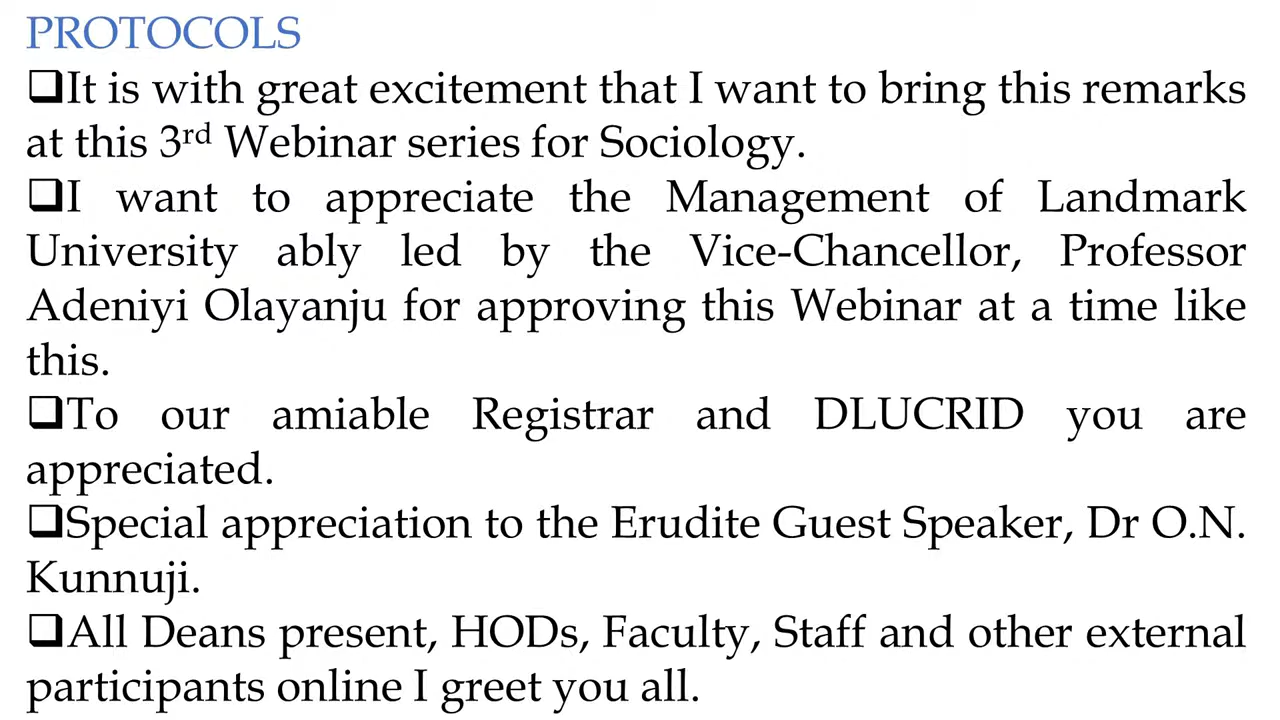 PROTOCOLS
❑It is with great excitement that I want to bring this remarks
at this 3rd Webinar series for Sociology.
❑I want to appreciate the Management of Landmark
University ably led by the Vice-Chancellor, Professor
Adeniyi Olayanju for approving this Webinar at a time like
this.
❑To our amiable Registrar and DLUCRID you are
appreciated.
❑Special appreciation to the Erudite Guest Speaker, Dr O.N.
Kunnuji.
❑All Deans present, HODs, Faculty, Staff and other external
participants online I greet you all.